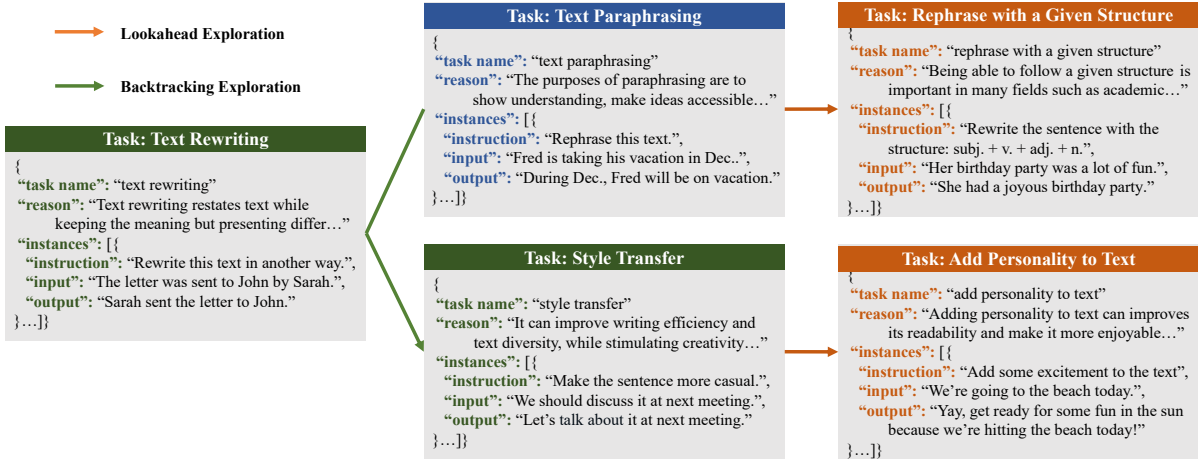 Lookahead Exploration
Backtracking Exploration
Task: Text Rewriting
{
“task name”: “text rewriting”
“reason”: “Text rewriting restates text while
keeping the meaning but presenting differ…”
“instances”: [{
“instruction”: “Rewrite this text in another way.”,
“input”: “The letter was sent to John by Sarah.”,
“output”: “Sarah sent the letter to John.”
}…]}
Task: Text Paraphrasing
{
“task name”: “text paraphrasing”
“reason”: “The purposes of paraphrasing are to
show understanding, make ideas accessible…”
“instances”: [{
“instruction”: “Rephrase this text.”,
“input”: “Fred is taking his vacation in Dec..”,
“output”: “During Dec., Fred will be on vacation.”
}…]}
Task: Rephrase with a Given Structure
{
“task name”: “rephrase with a given structure”
“reason”: “Being able to follow a given structure is
important in many fields such as academic…”
“instances”: [{
“instruction”: “Rewrite the sentence with the
structure: subj. + v. + adj. + n.”,
“input”: “Her birthday party was a lot of fun.”,
“output”: “She had a joyous birthday party.”
}…]}
Task: Style Transfer
{
“task name”: “style transfer”
“reason”: “It can improve writing efficiency and
text diversity, while stimulating creativity…”
“instances”: [{
“instruction”: “Make the sentence more casual.”,
“input”: “We should discuss it at next meeting.”,
“output”: “Let’s talk about it at next meeting.”
}…]}
Task: Add Personality to Text
{
“task name”: “add personality to text”
“reason”: “Adding personality to text can improves
its readability and make it more enjoyable…”
“instances”: [{
“instruction”: “Add some excitement to the text”,
“input”: “We’re going to the beach today.”,
“output”: “Yay, get ready for some fun in the sun
because we’re hitting the beach today!”
}…]}